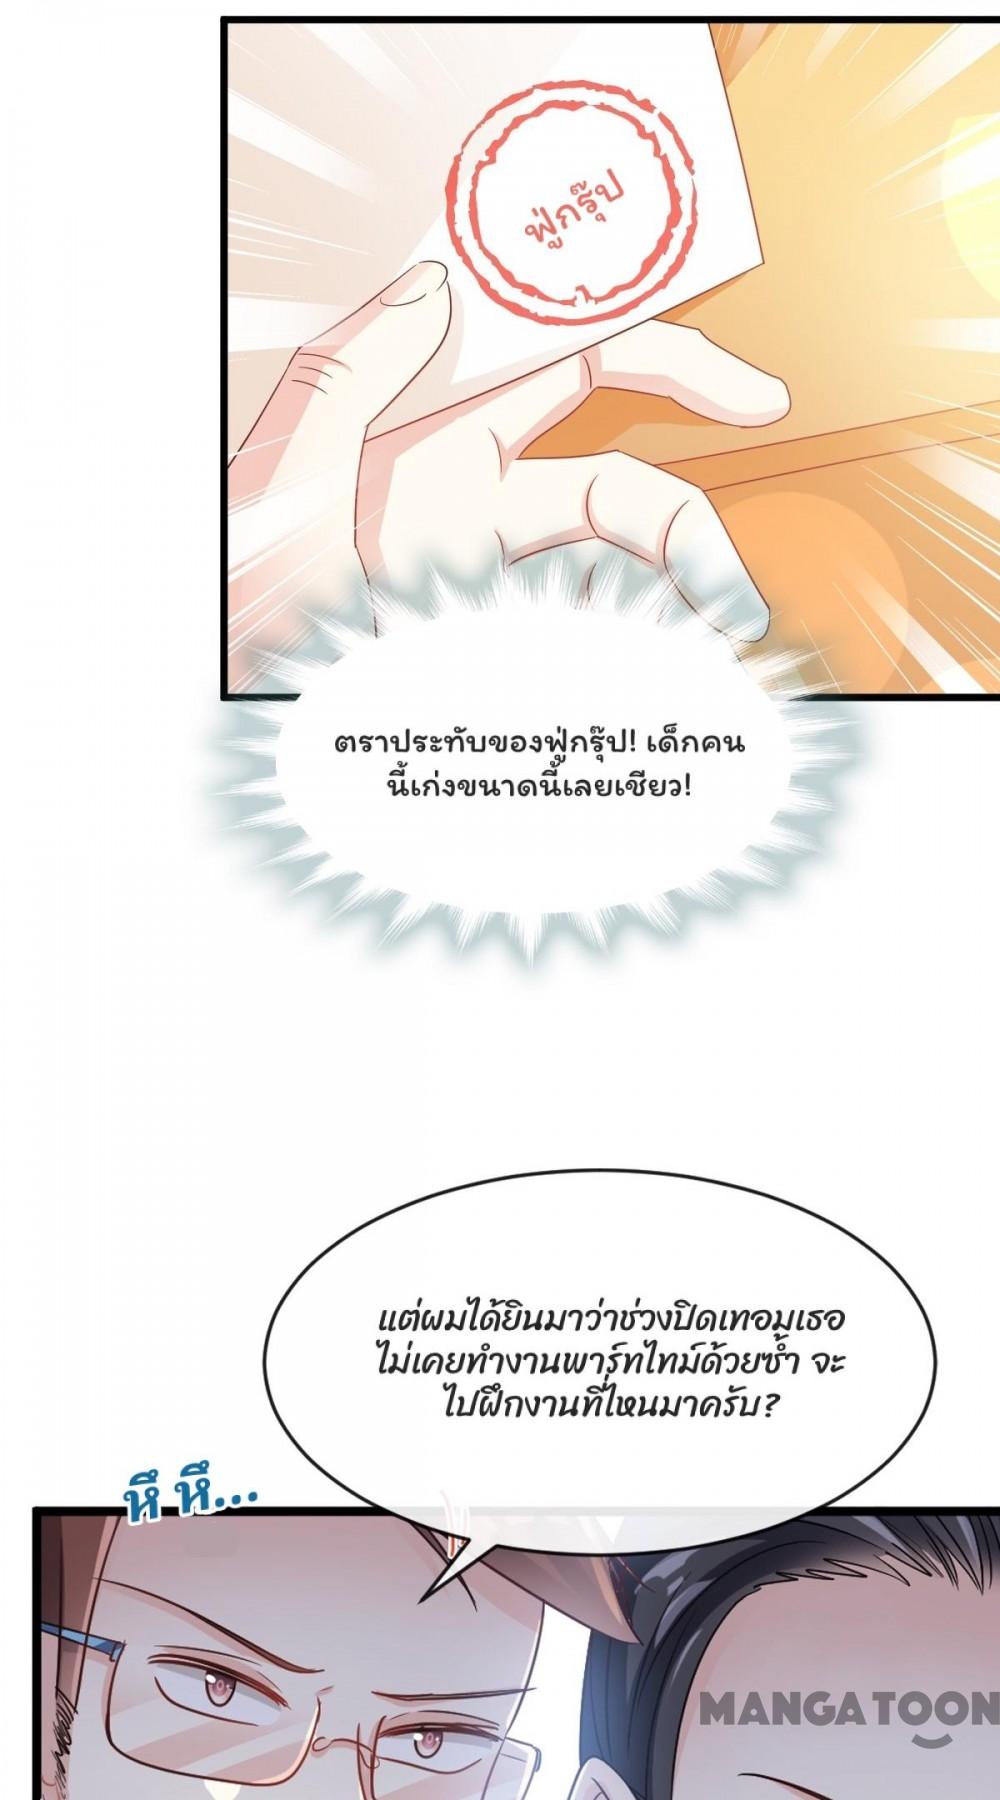 ฟู่กรุ๊ป
ตราประทับของฟู่กรุ๊ป! เด็กคน
นี้เก่งขนาดนี้เลยเชียว!
แต่ผมได้ยินมาว่าช่วงปิดเทอมเธอ
ไม่เคยทำงานพาร์ทไทม์ด้วยซ้ำ จะ
ไปฝึกงานที่ไหนมาครับ?
หึ หึ...
MANGATOON